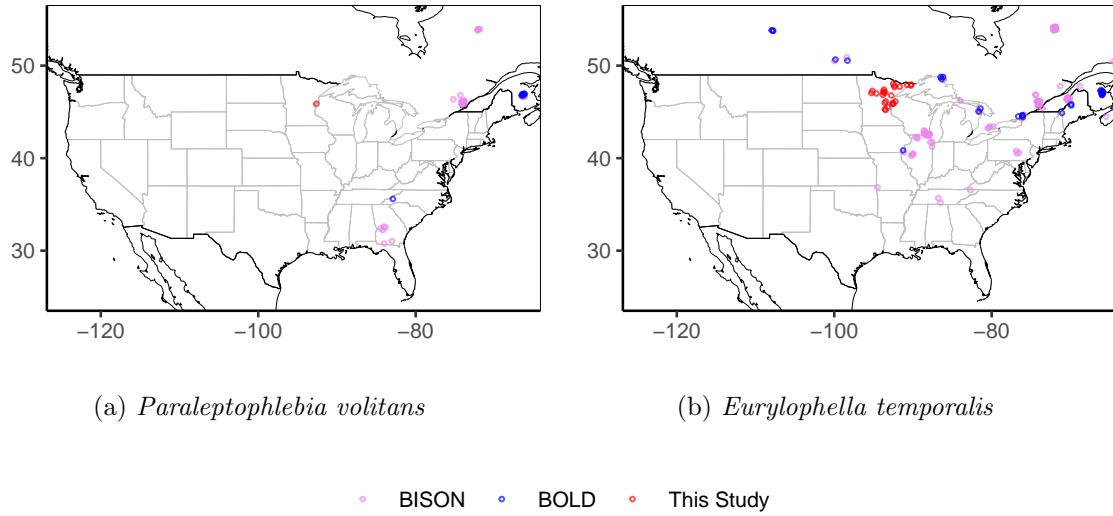 50
40
30
−120 −100 −80
50
40
30
−120 −100 −80
(a) Paraleptophlebia volitans
(b) Eurylophella temporalis
BISON BOLD This Study